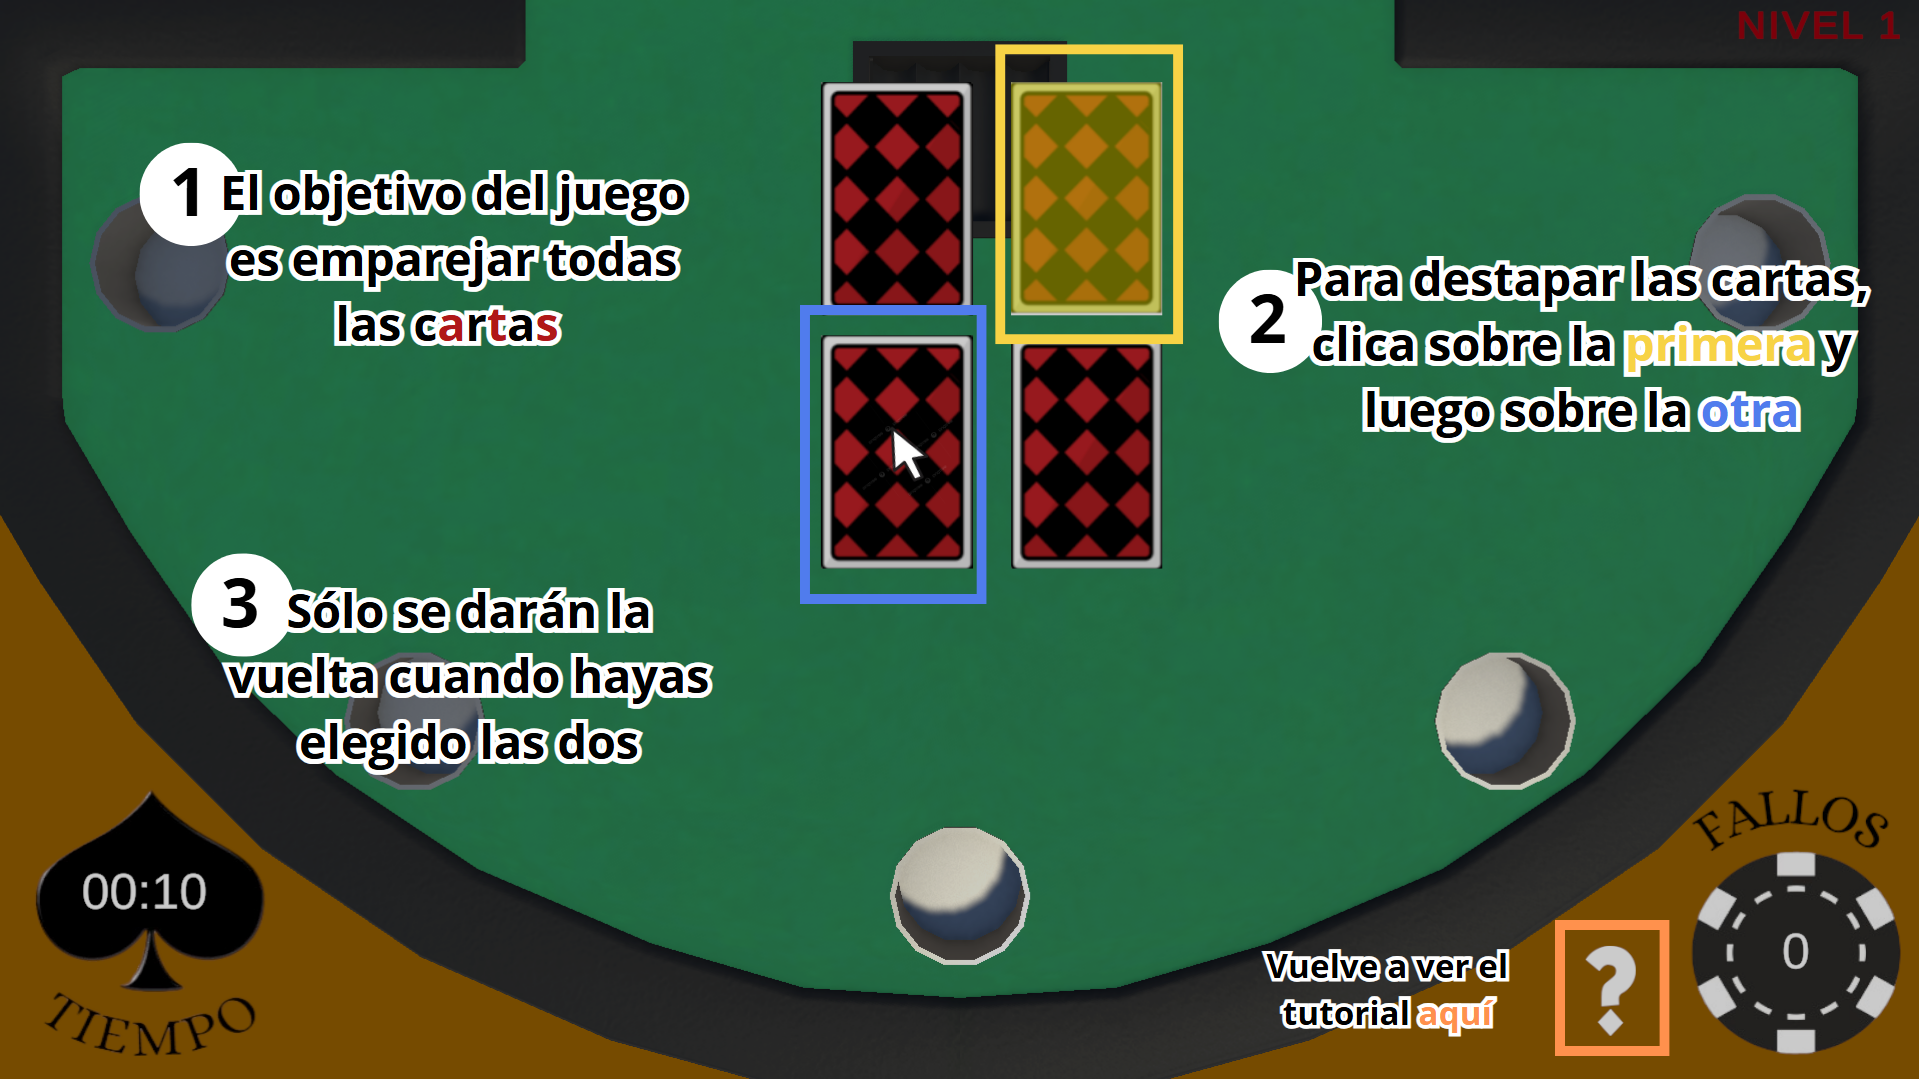 NIVEL 1
1
El objetivo del juego
es emparejar todas
las cartas
2
Para destapar las cartas,
clica sobre la primera y
luego sobre la otra
3
Sólo se darán la
vuelta cuando hayas
elegido las dos
00:10
TIEMPO
Vuelve a ver el
tutorial aquí
?
FALLOS
0